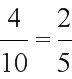 4/10 = 2/5